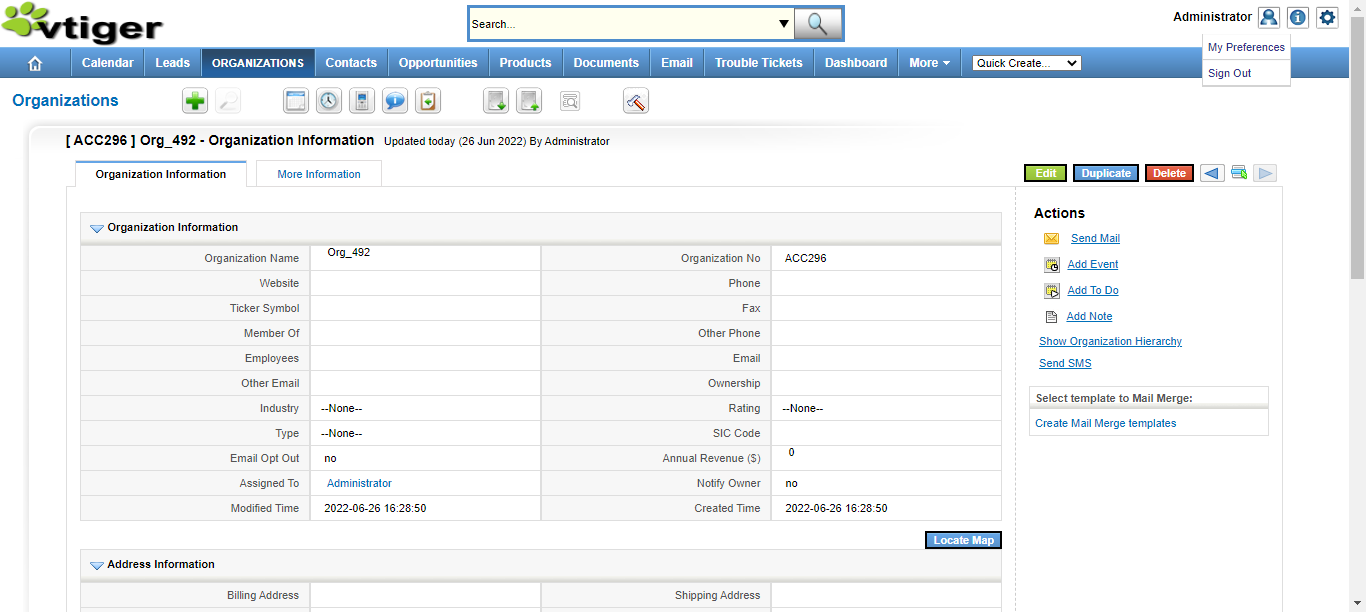 vtiger
Search...
Administrator
My Preferences
Sign Out
Calendar Leads ORGANIZATIONS Contacts Opportunities Products Documents Email Trouble Tickets Dashboard More Quick Create...
Organizations
[ ACC296 ] Org_492 - Organization Information Updated today (26 Jun 2022) By Administrator
Organization Information More Information
Edit Duplicate Delete
Organization Information
Organization Name Org_492 Organization No ACC296
Website Phone
Ticker Symbol Fax
Member Of Other Phone
Employees Email
Other Email Ownership
Industry --None-- Rating --None--
Type --None-- SIC Code
Email Opt Out no Annual Revenue ($) 0
Assigned To Administrator Notify Owner no
Modified Time 2022-06-26 16:28:50 Created Time 2022-06-26 16:28:50
Locate Map
Address Information
Billing Address Shipping Address
Actions
Send Mail
Add Event
Add To Do
Add Note
Show Organization Hierarchy
Send SMS
Select template to Mail Merge:
Create Mail Merge templates